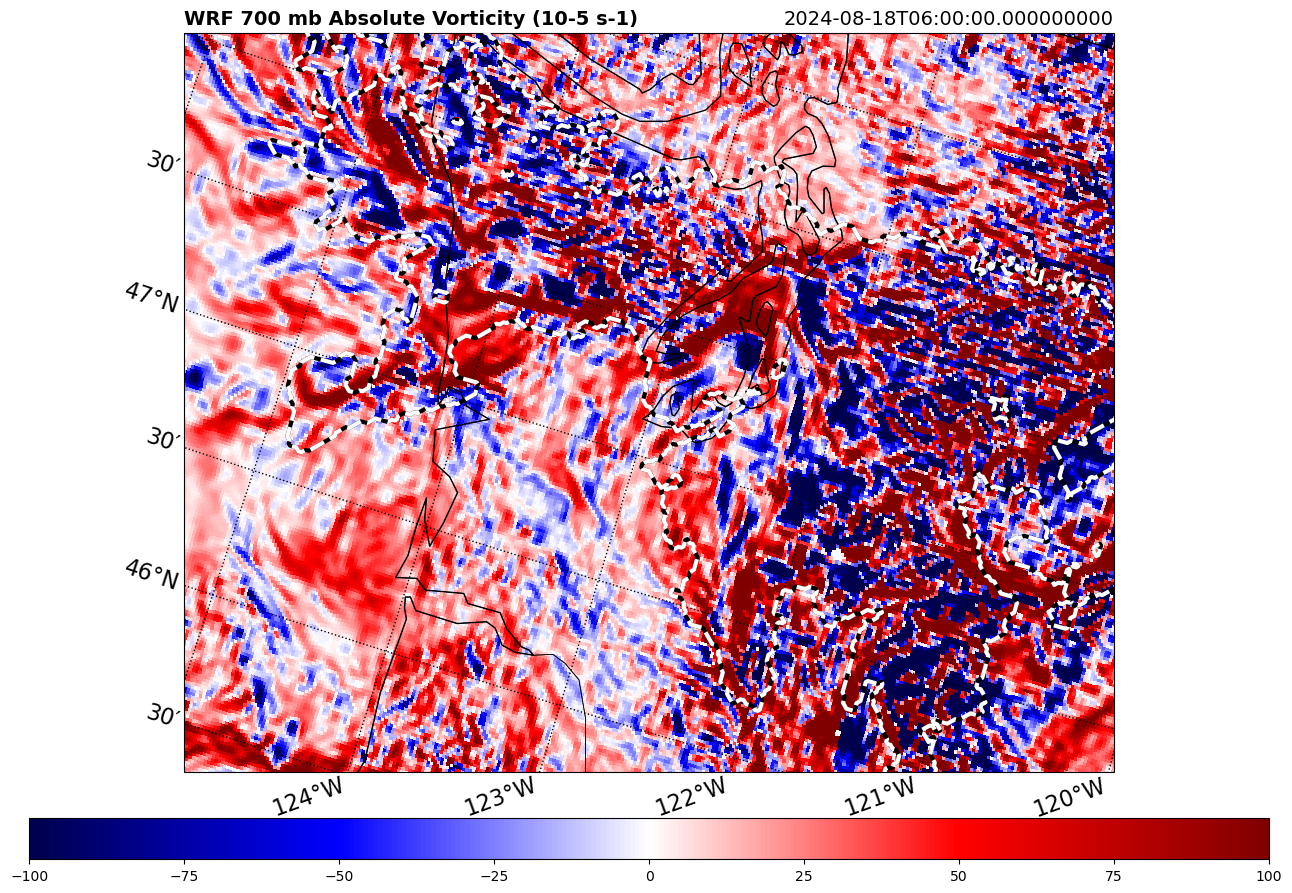 WRF 700 mb Absolute Vorticity (10-5 s-1) 2024-08-18T06:00:00.000000000
30′
47°N
30′
46°N
30′
124°W 123°W 122°W 121°W 120°W
−100 −75 −50 −25 0 25 50 75 100